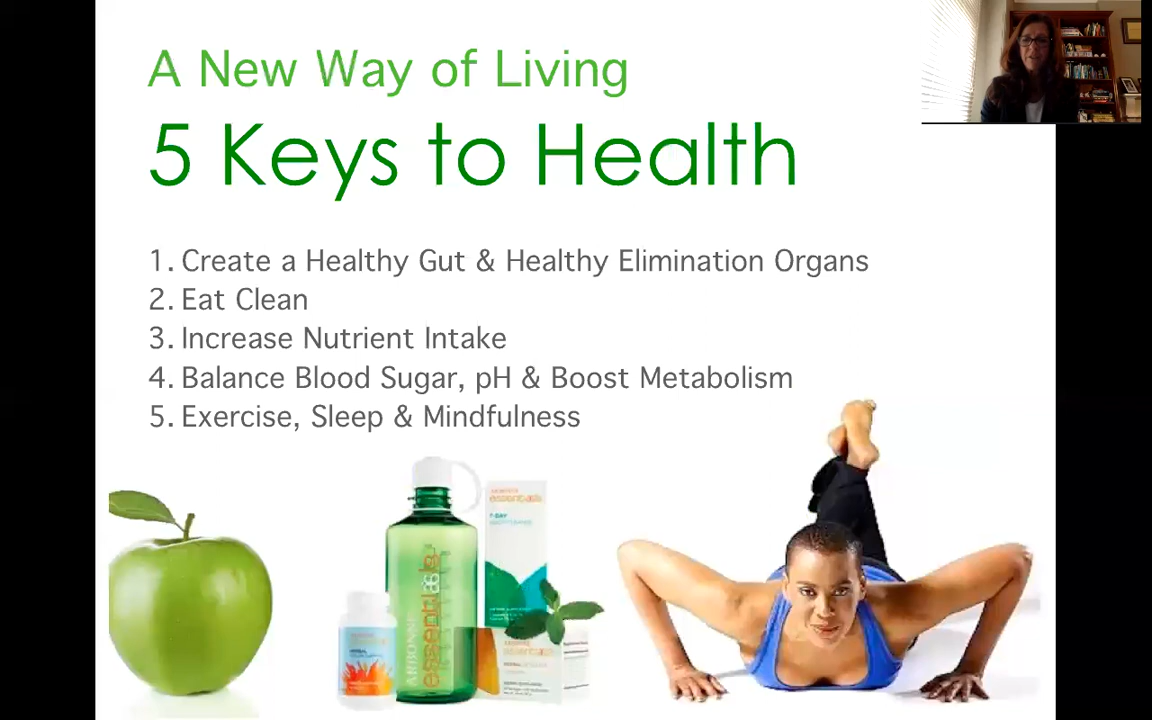 A New Way of Living
5 Keys to Health
1. Create a Healthy Gut & Healthy Elimination Organs
2. Eat Clean
3. Increase Nutrient Intake
4. Balance Blood Sugar, pH & Boost Metabolism
5. Exercise, Sleep & Mindfulness
ARBONNE
essentials
essentials
7-DAY